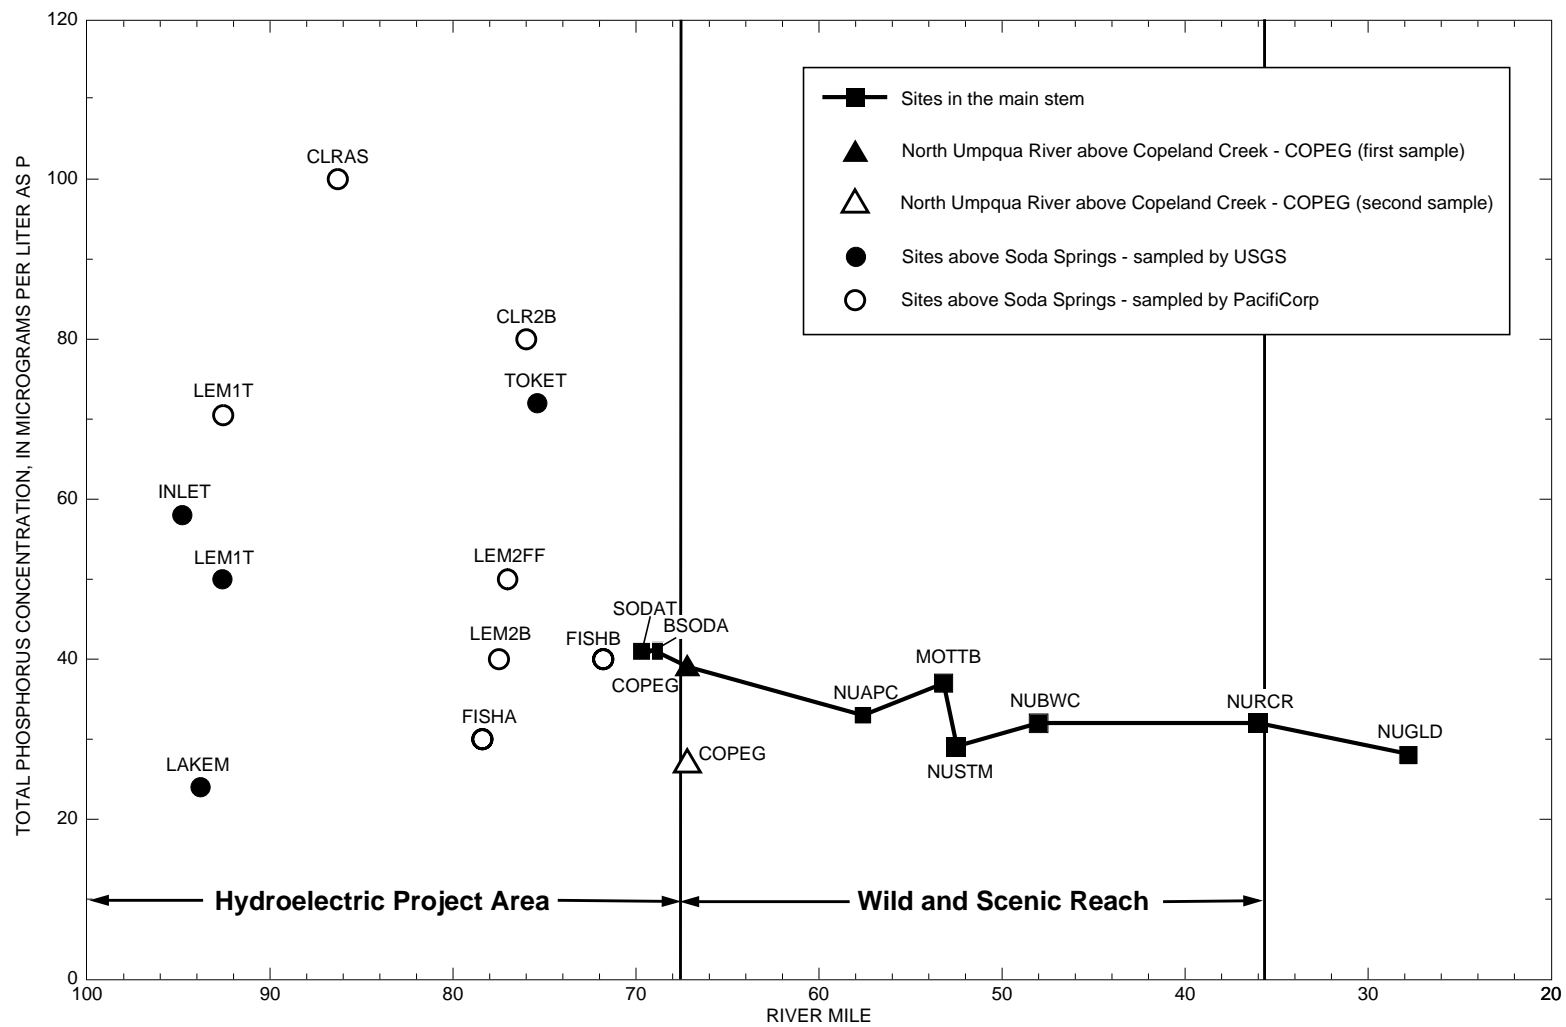 TOTAL PHOSPHORUS CONCENTRATION, IN MICROGRAMS PER LITER AS P
120
100
80
60
40
20
0
Sites in the main stem
North Umpqua River above Copeland Creek - COPEG (first sample)
North Umpqua River above Copeland Creek - COPEG (second sample)
Sites above Soda Springs - sampled by USGS
Sites above Soda Springs - sampled by PacifiCorp
CLRAS
CLR2B
TOKET
LEM1T
INLET
LEM1T
LEM2FF
SODAT
BSODA
LEM2B
FISHB
COPEG
MOTTB
NUAPC
NUBWC
NURCR
FISHA
NUGLD
COPEG
NUSTM
LAKEM
Hydroelectric Project Area
Wild and Scenic Reach
100 90 80 70 60 50 40 30 20
RIVER MILE